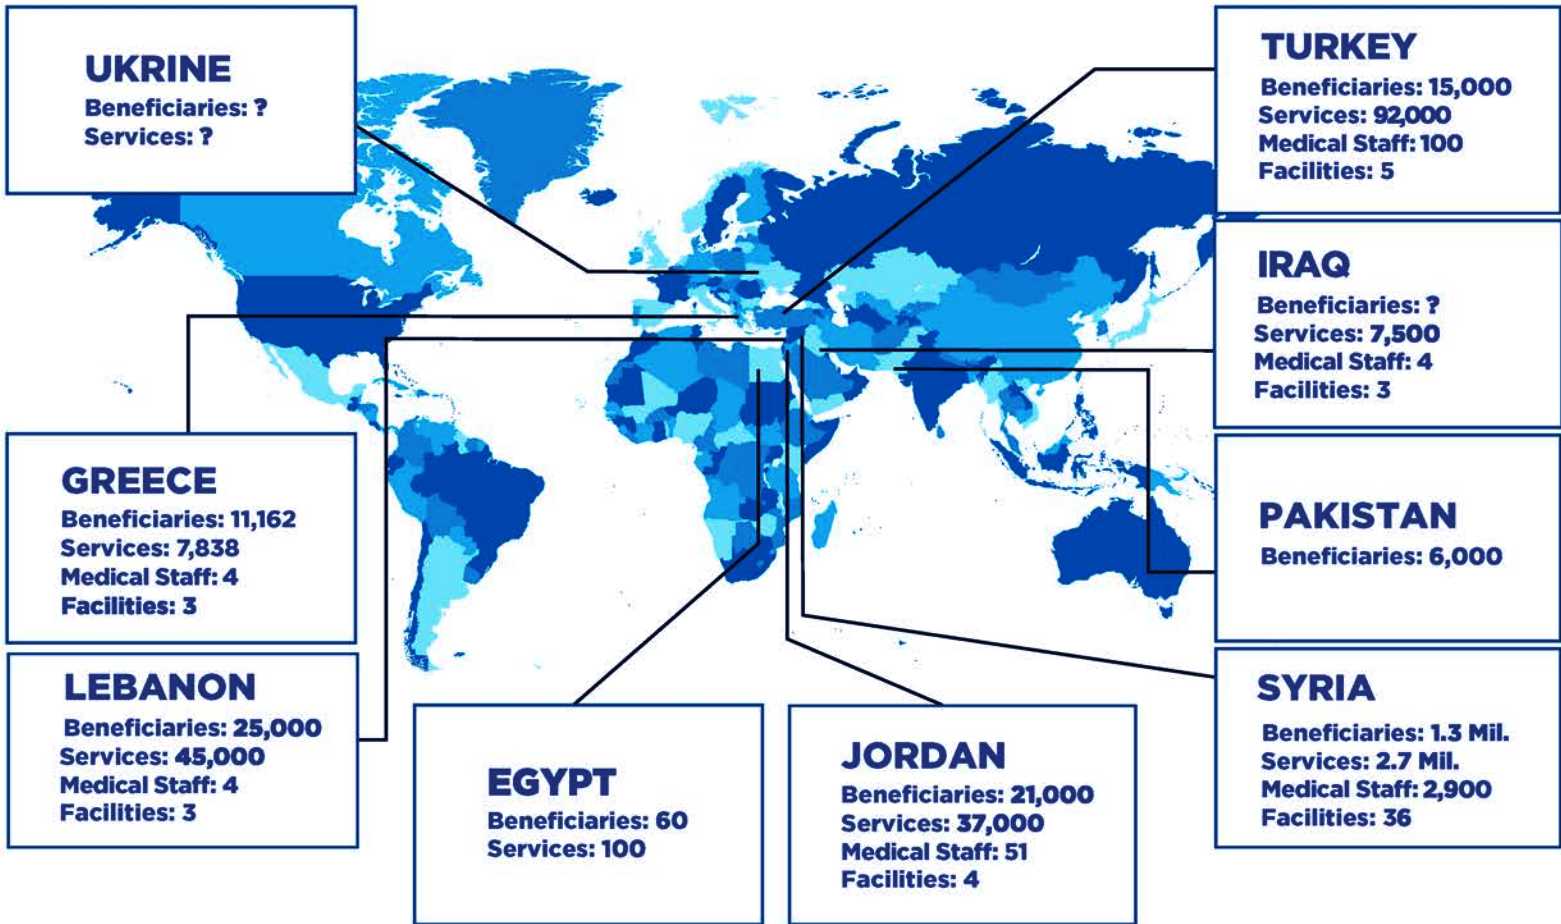 UKRINE
Beneficiaries: ?
Services: ?
TURKEY
Beneficiaries: 15,000
Services: 92,000
Medical Staff: 100
Facilities: 5
IRAQ
Beneficiaries: ?
Services: 7,500
Medical Staff: 4
Facilities: 3
GREECE
Beneficiaries: 11,162
Services: 7,838
Medical Staff: 4
Facilities: 3
PAKISTAN
Beneficiaries: 6,000
LEBANON
Beneficiaries: 25,000
Services: 45,000
Medical Staff: 4
Facilities: 3
EGYPT
Beneficiaries: 60
Services: 100
JORDAN
Beneficiaries: 21,000
Services: 37,000
Medical Staff: 51
Facilities: 4
SYRIA
Beneficiaries: 1.3 Mil.
Services: 2.7 Mil.
Medical Staff: 2,900
Facilities: 36